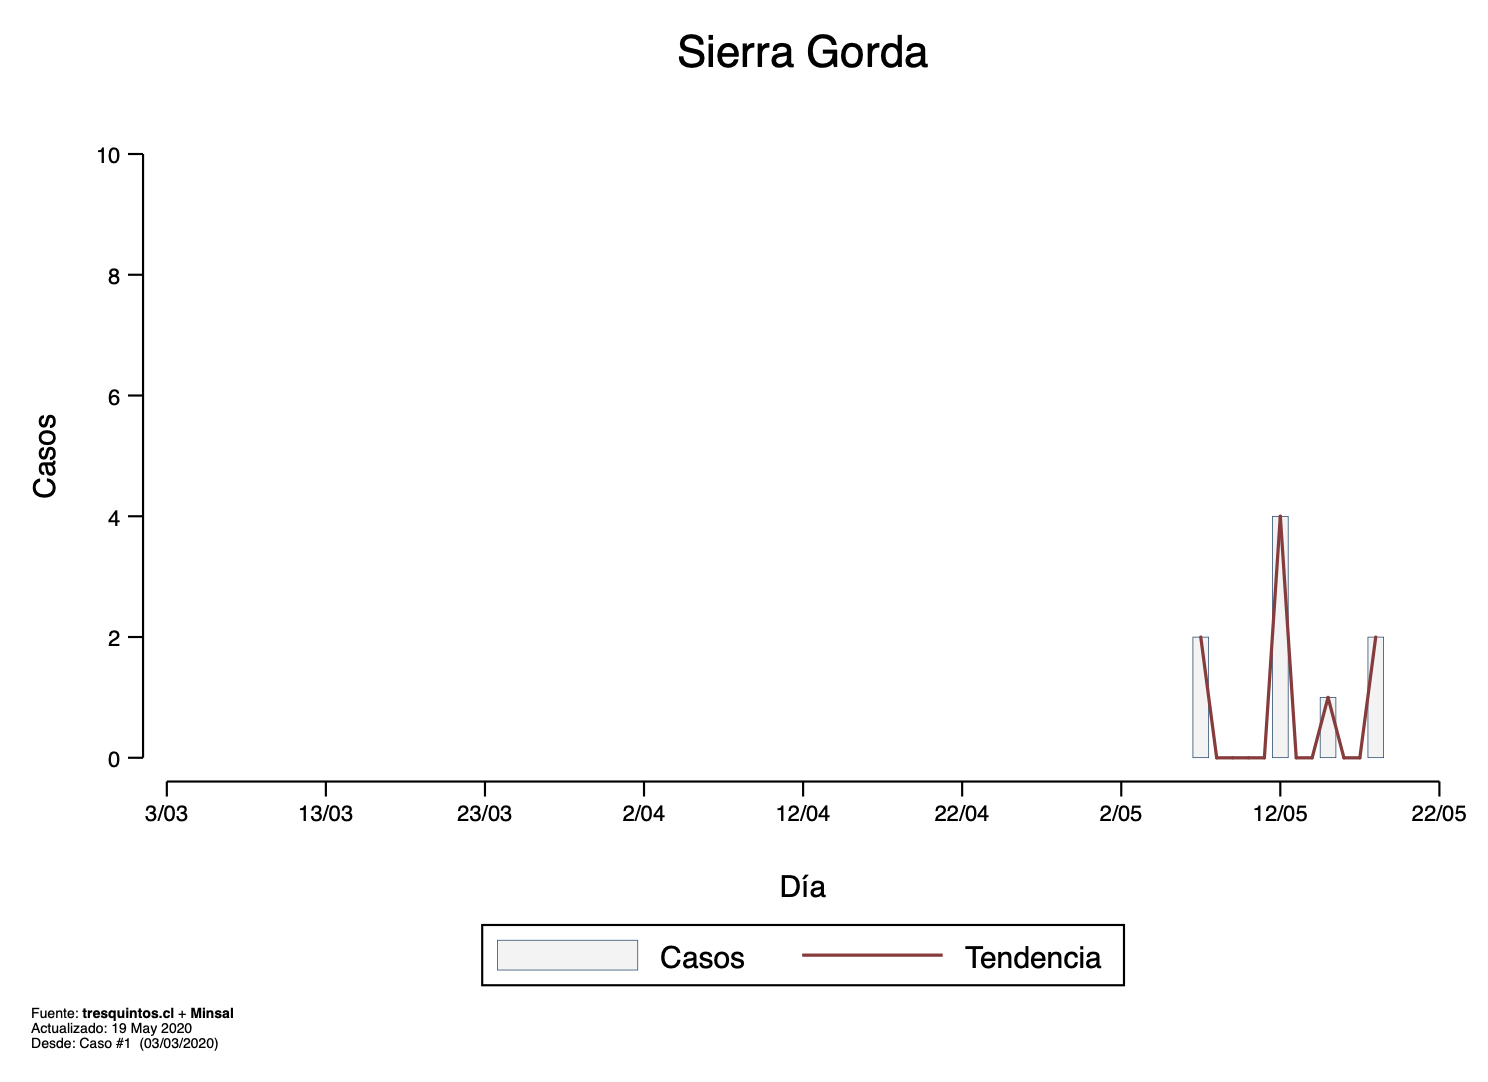 Sierra Gorda
10
8
6
4
2
0
Casos
3/03 13/03 23/03 2/04 12/04 22/04 2/05 12/05 22/05
Día
Casos Tendencia
Fuente: tresquintos.cl + Minsal
Actualizado: 19 May 2020
Desde: Caso #1 (03/03/2020)